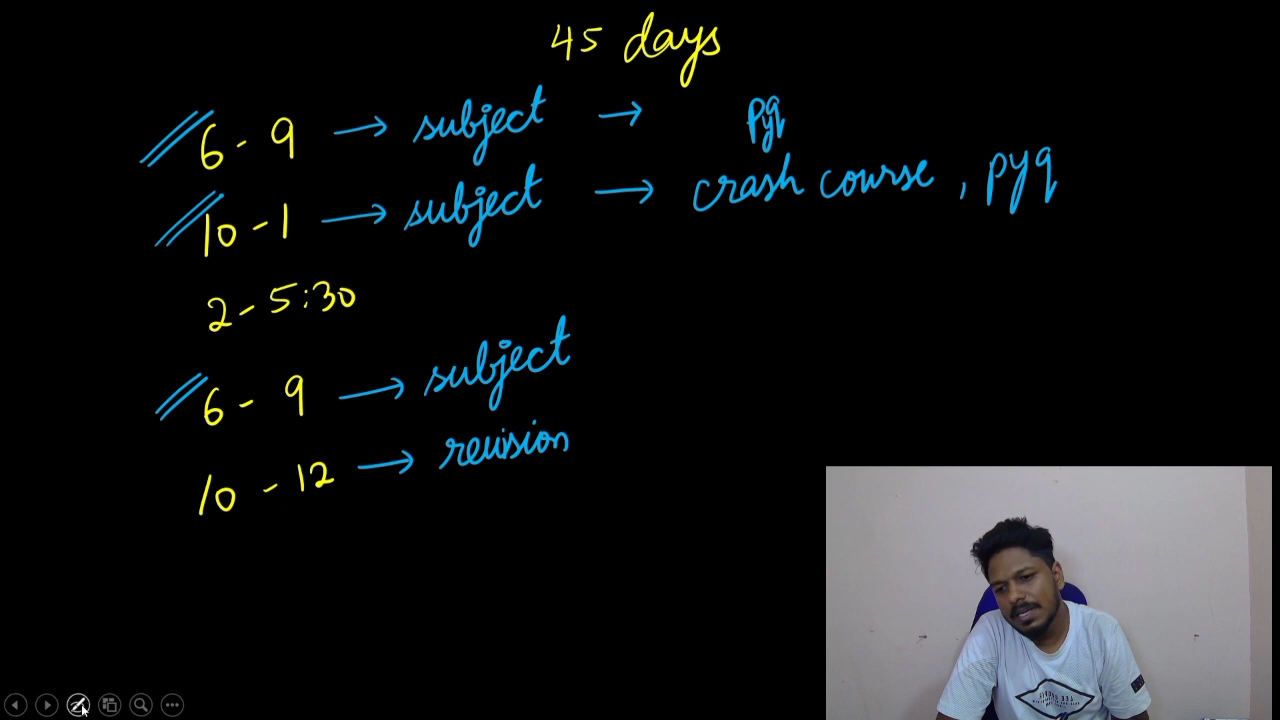 45 days
6 - 9 → subject → pyq
10 - 1 → subject → crash course, pyq
2 - 5:30
6 - 9 → subject
10 - 12 → revision